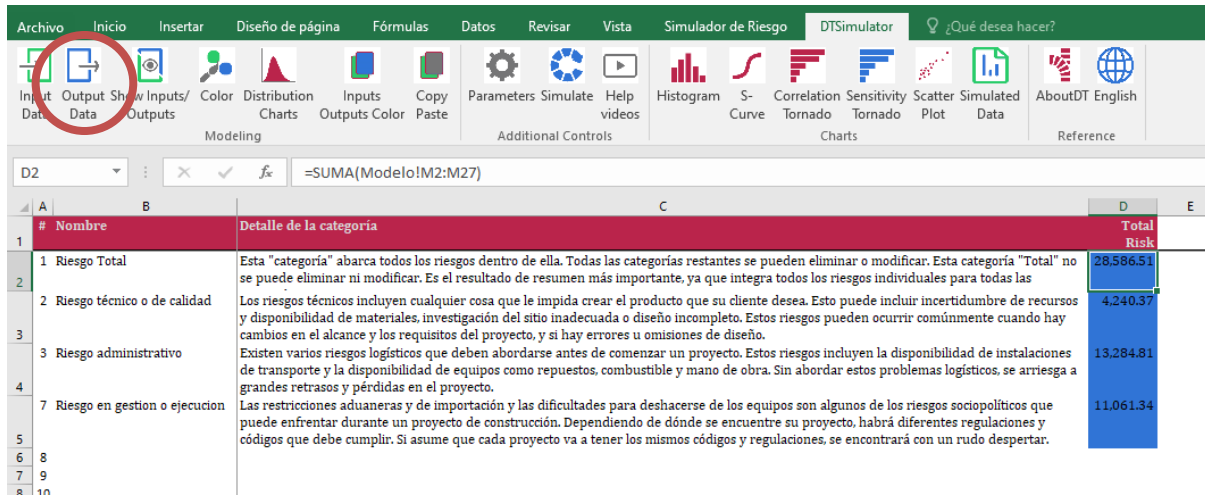 Archivo Inicio Insertar Diseño de página Fórmulas Datos Revisar Vista Simulador de Riesgo DTSimulator ¿Qué desea hacer?
Input Output Show Inputs/ Color Distribution Inputs Copy Parameters Simulate Help Histogram S- Correlation Sensitivity Scatter Simulated AboutDT English
Data Data Outputs Charts Outputs Color Paste videos Curve Tornado Tornado Plot Data
Modeling Additional Controls Charts Reference
D2 fx =SUMA(Modelo!M2:M27)
A B C D E
# Nombre Detalle de la categoría Total
1 Risk
1 Riesgo Total Esta "categoría" abarca todos los riesgos dentro de ella. Todas las categorías restantes se pueden eliminar o modificar. Esta categoría "Total" no 28,586.51
2 se puede eliminar ni modificar. Es el resultado de resumen más importante, ya que integra todos los riesgos individuales para todas las
2 Riesgo técnico o de calidad Los riesgos técnicos incluyen cualquier cosa que le impida crear el producto que su cliente desea. Esto puede incluir incertidumbre de recursos 4,240.37
y disponibilidad de materiales, investigación del sitio inadecuada o diseño incompleto. Estos riesgos pueden ocurrir comúnmente cuando hay
3 cambios en el alcance y los requisitos del proyecto, y si hay errores u omisiones de diseño.
3 Riesgo administrativo Existen varios riesgos logísticos que deben abordarse antes de comenzar un proyecto. Estos riesgos incluyen la disponibilidad de instalaciones 13,284.81
de transporte y la disponibilidad de equipos como repuestos, combustible y mano de obra. Sin abordar estos problemas logísticos, se arriesga a
4 grandes retrasos y pérdidas en el proyecto.
7 Riesgo en gestion o ejecucion Las restricciones aduaneras y de importación y las dificultades para deshacerse de los equipos son algunos de los riesgos sociopolíticos que 11,061.34
puede enfrentar durante un proyecto de construcción. Dependiendo de dónde se encuentre su proyecto, habrá diferentes regulaciones y
5 códigos que debe cumplir. Si asume que cada proyecto va a tener los mismos códigos y regulaciones, se encontrará con un rudo despertar.
6 8
7 9
8 10